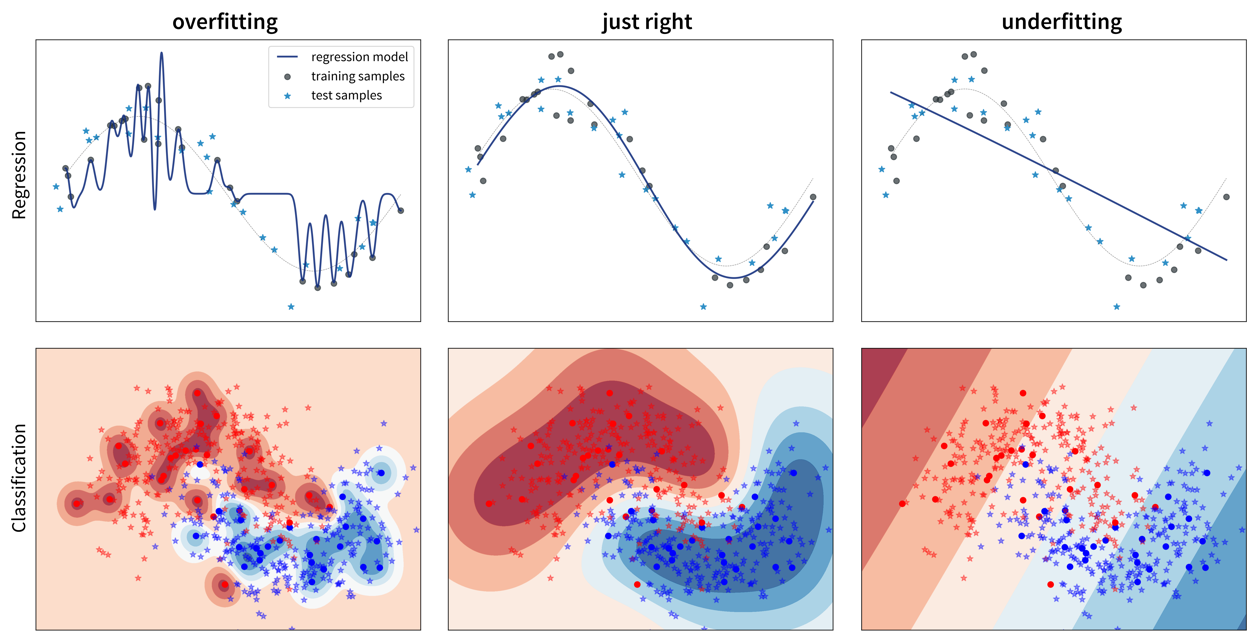 overfitting
just right
underfitting
Regression
regression model
training samples
test samples
Classification